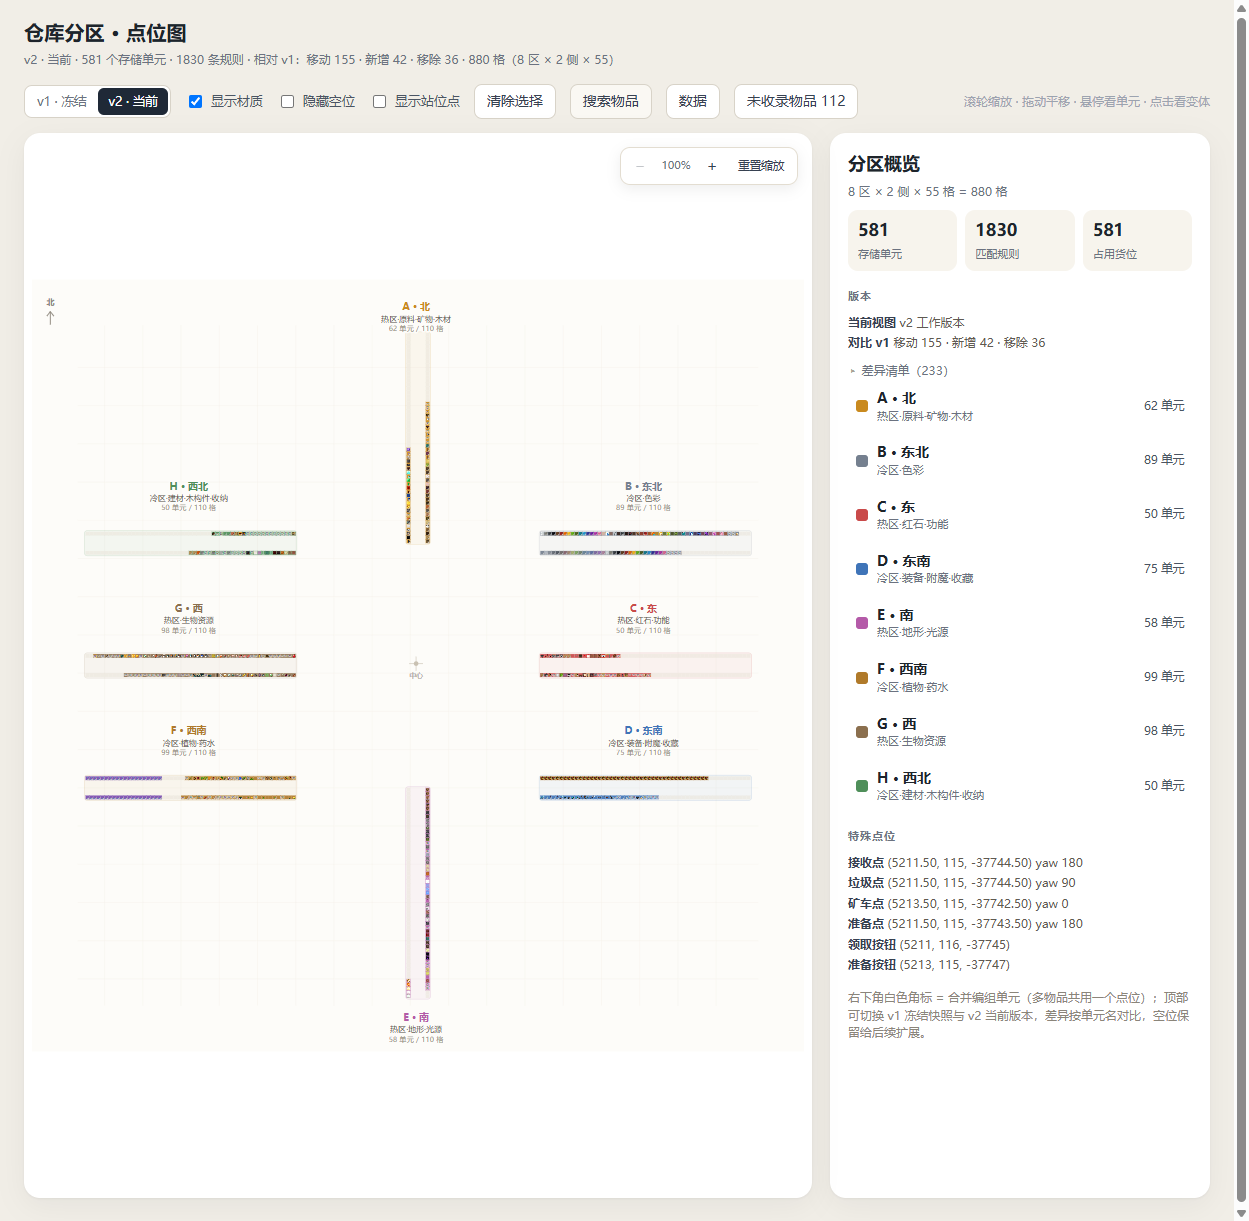 仓库分区 • 点位图
v2 · 当前 · 581 个存储单元 · 1830 条规则 · 相对 v1：移动 155 · 新增 42 · 移除 36 · 880 格（8 区 × 2 侧 × 55）
v1 · 冻结 v2 · 当前 显示材质 隐藏空位 显示站位点 清除选择 搜索物品 数据 未收录物品 112 滚轮缩放 · 拖动平移 · 悬停看单元 · 点击看变体
− 100% + 重置缩放
北
A • 北
热区·原料·矿物·木材
62 单元 / 110 格
H • 西北
冷区·建材·木构件·收纳
50 单元 / 110 格
B • 东北
冷区·色彩
89 单元 / 110 格
G • 西
热区·生物资源
98 单元 / 110 格
C • 东
热区·红石·功能
50 单元 / 110 格
中心
F • 西南
冷区·植物·药水
99 单元 / 110 格
D • 东南
冷区·装备·附魔·收藏
75 单元 / 110 格
E • 南
热区·地形·光源
58 单元 / 110 格
分区概览
8 区 × 2 侧 × 55 格 = 880 格
581 1830 581
存储单元 匹配规则 占用货位
版本
当前视图 v2 工作版本
对比 v1 移动 155 · 新增 42 · 移除 36
▸ 差异清单（233）
A • 北
热区·原料·矿物·木材
62 单元
B • 东北
冷区·色彩
89 单元
C • 东
热区·红石·功能
50 单元
D • 东南
冷区·装备·附魔·收藏
75 单元
E • 南
热区·地形·光源
58 单元
F • 西南
冷区·植物·药水
99 单元
G • 西
热区·生物资源
98 单元
H • 西北
冷区·建材·木构件·收纳
50 单元
特殊点位
接收点 (5211.50, 115, -37744.50) yaw 180
垃圾点 (5211.50, 115, -37744.50) yaw 90
矿车点 (5213.50, 115, -37742.50) yaw 0
准备点 (5211.50, 115, -37743.50) yaw 180
领取按钮 (5211, 116, -37745)
准备按钮 (5213, 115, -37747)
右下角白色角标 = 合并编组单元（多物品共用一个点位）；顶部
可切换 v1 冻结快照与 v2 当前版本，差异按单元名对比，空位保
留给后续扩展。